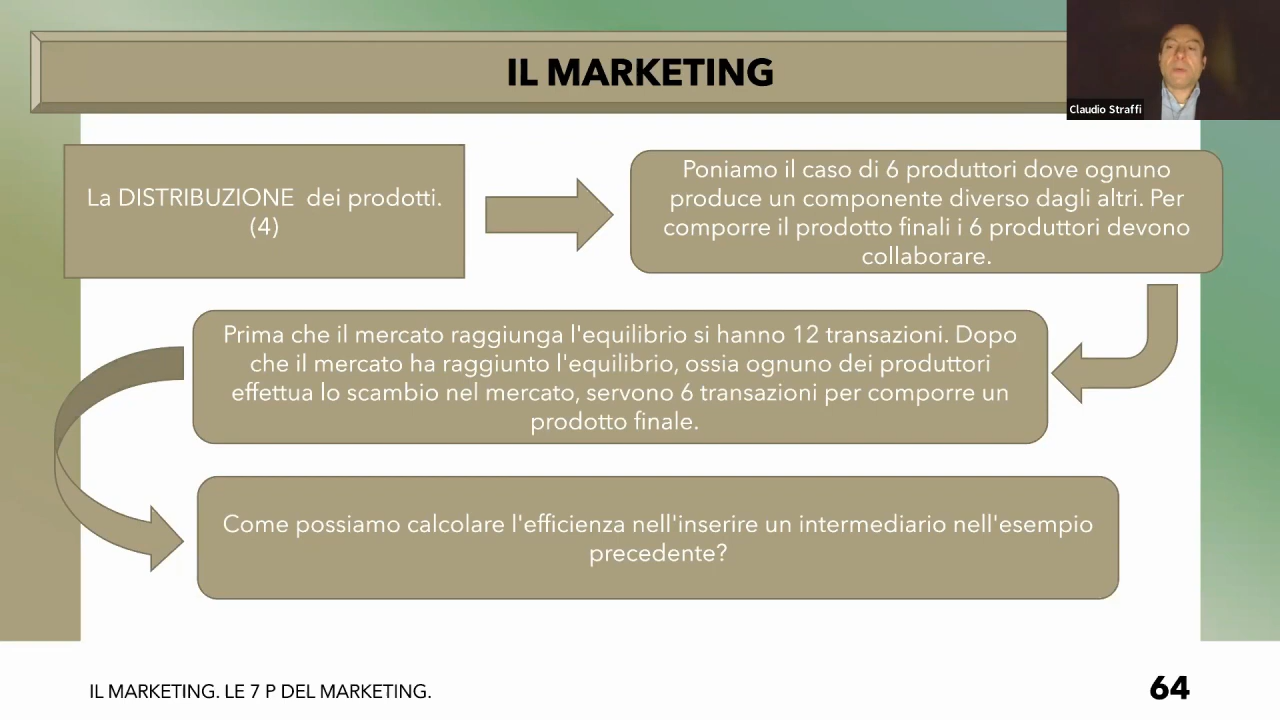 IL MARKETING
Claudio Straffi
La DISTRIBUZIONE  dei prodotti.
(4)
Poniamo il caso di 6 produttori dove ognuno
produce un componente diverso dagli altri. Per
comporre il prodotto finali i 6 produttori devono
collaborare.
Prima che il mercato raggiunga l'equilibrio si hanno 12 transazioni. Dopo
che il mercato ha raggiunto l'equilibrio, ossia ognuno dei produttori
effettua lo scambio nel mercato, servono 6 transazioni per comporre un
prodotto finale.
Come possiamo calcolare l'efficienza nell'inserire un intermediario nell'esempio
precedente?
IL MARKETING. LE 7 P DEL MARKETING.
64